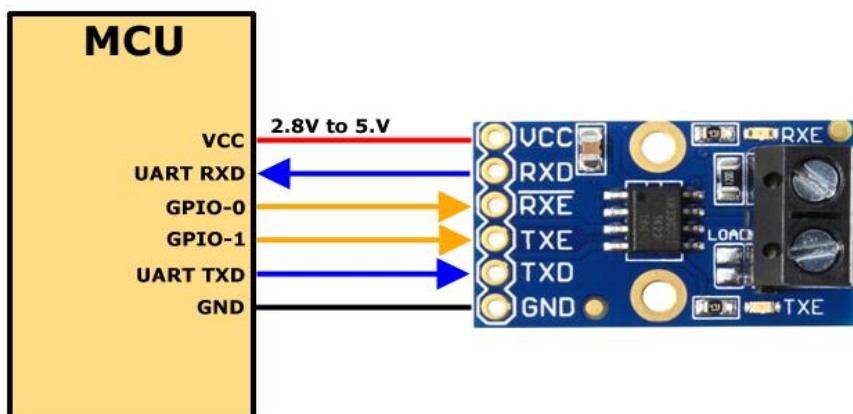 MCU
2.8V to 5.V
VCC
UART RXD
GPIO-0
GPIO-1
UART TXD
GND
VCC
RXD
RXE
TXE
TXD
GND
RXE
LOAD
TXE